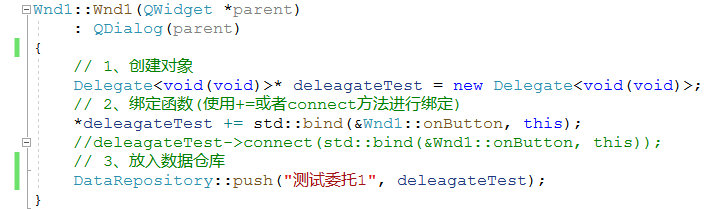 Wnd1::Wnd1(QWidget *parent)
: QDialog(parent)
{
// 1、创建对象
Delegate<void(void)>* deleagateTest = new Delegate<void(void)>;
// 2、绑定函数(使用+=或者connect方法进行绑定)
*deleagateTest += std::bind(&Wnd1::onButton, this);
//deleagateTest->connect(std::bind(&Wnd1::onButton, this));
// 3、放入数据仓库
DataRepository::push("测试委托1", deleagateTest);
}